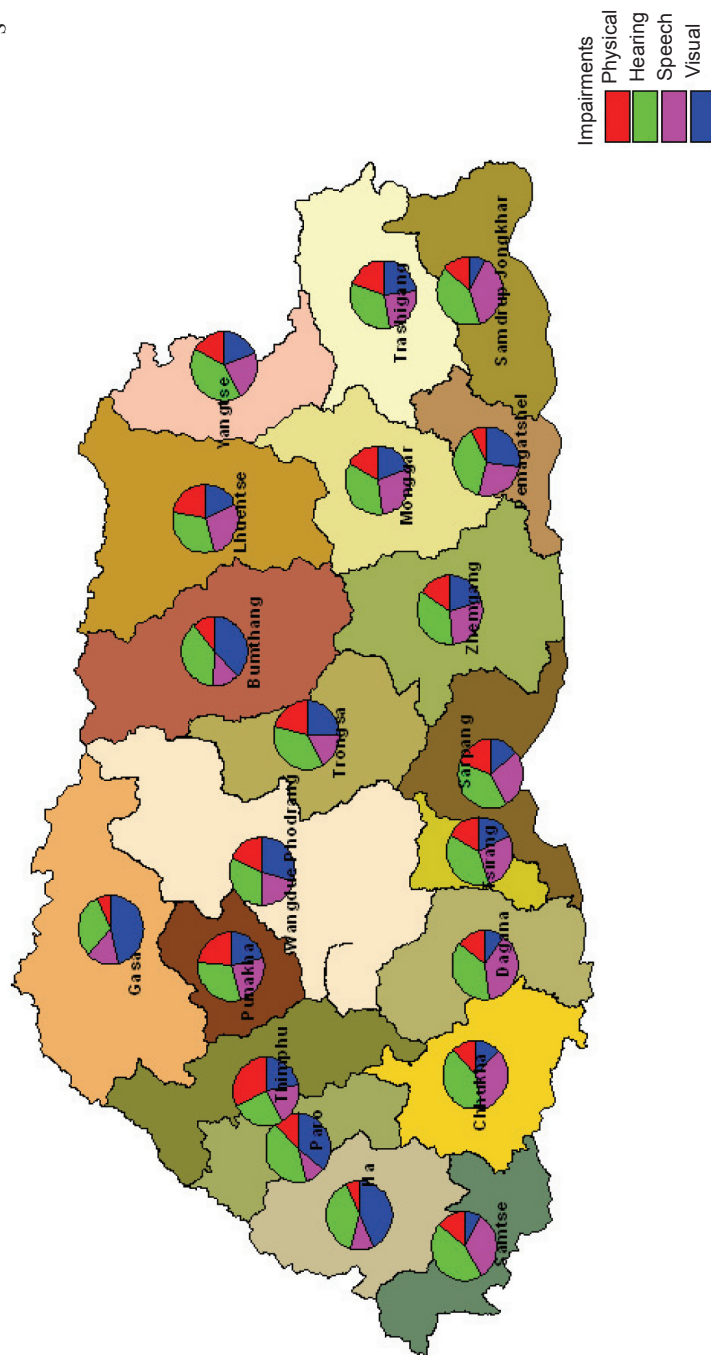 Impairments
Physical
Hearing
Speech
Visual
Gasa
Punakha
Wangdue Phodrang
Thimphu
Paro
Ha
Samtse
Chhukha
Dagana
Tsirang
Sarpang
Trongsa
Bumthang
Zhemgang
Lhuentse
Monggar
Yangtse
Trashigang
Pemagatshel
Samdrup Jongkhar